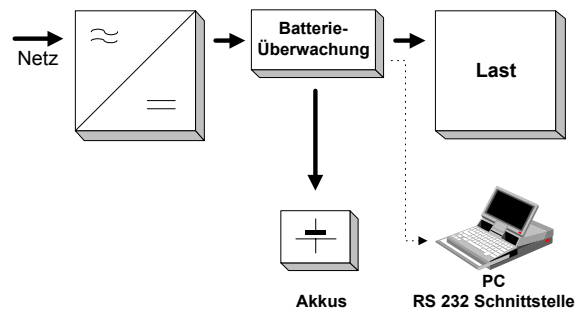 Netz
Batterie-
Überwachung
Last
Akkus
PC
RS 232 Schnittstelle